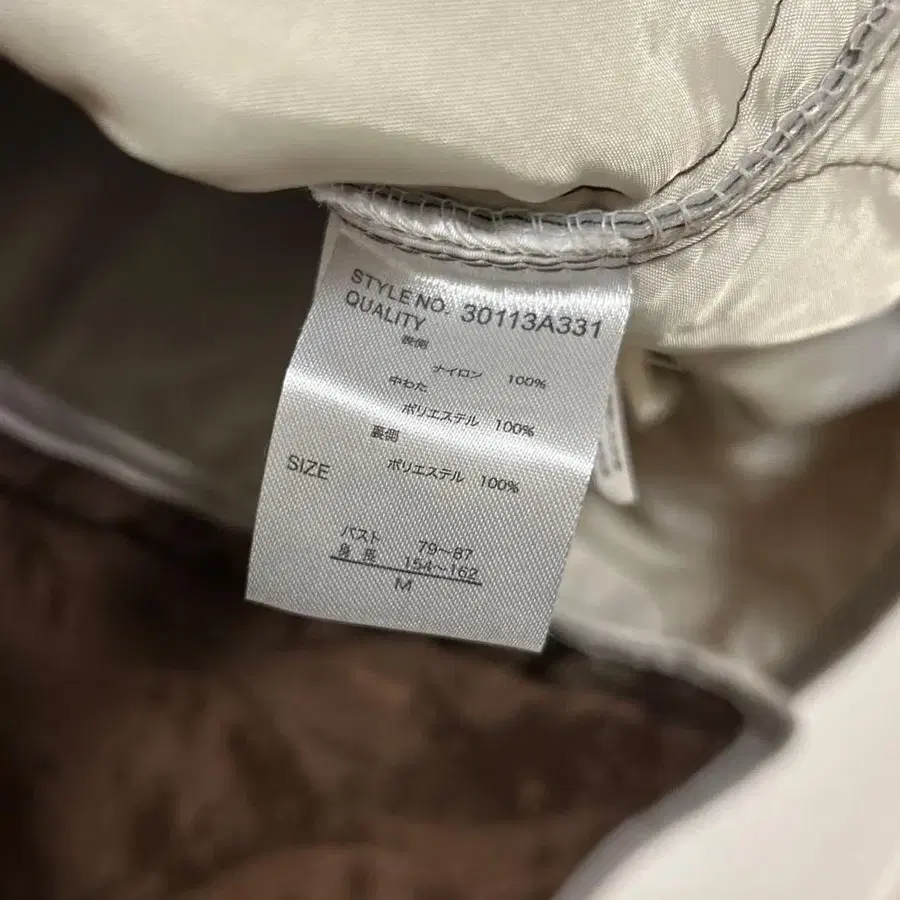 STYLE NO. 30113A331
QUALITY
表側
ナイロン 100%
中わた
ポリエステル 100%
裏側
ポリエステル 100%
SIZE
バスト 79~87
身長 154~162
M